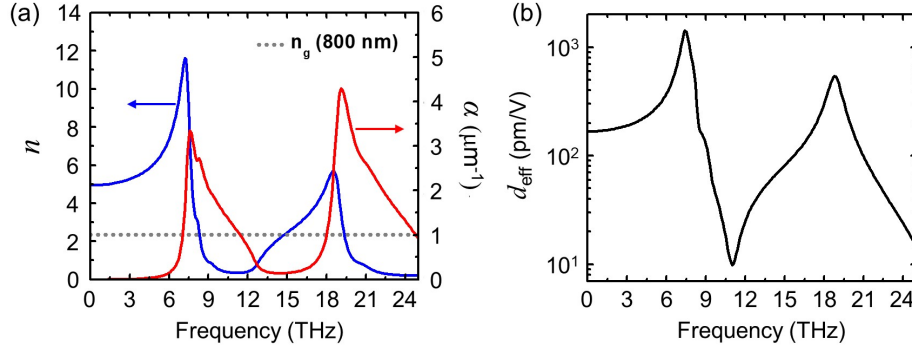 (a)
14
12
10
8
6
4
2
0
n
n_g (800 nm)
6
5
4
3
2
1
0
α (μm⁻¹)
0 3 6 9 12 15 18 21 24
Frequency (THz)
(b)
10³
10²
10¹
d_eff (pm/V)
0 3 6 9 12 15 18 21 24
Frequency (THz)